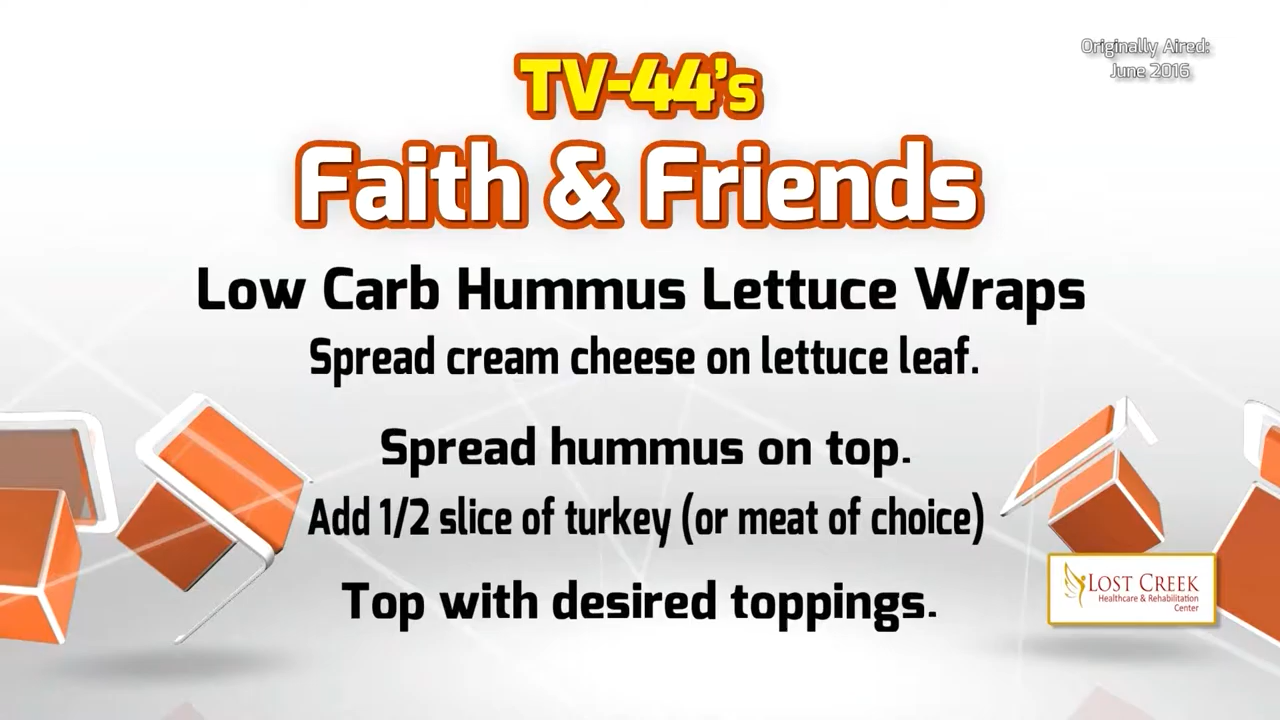 Originally Aired:
June 2016
TV-44's
Faith & Friends
Low Carb Hummus Lettuce Wraps
Spread cream cheese on lettuce leaf.
Spread hummus on top.
Add 1/2 slice of turkey (or meat of choice)
Top with desired toppings.
LOST CREEK
Healthcare & Rehabilitation
Center